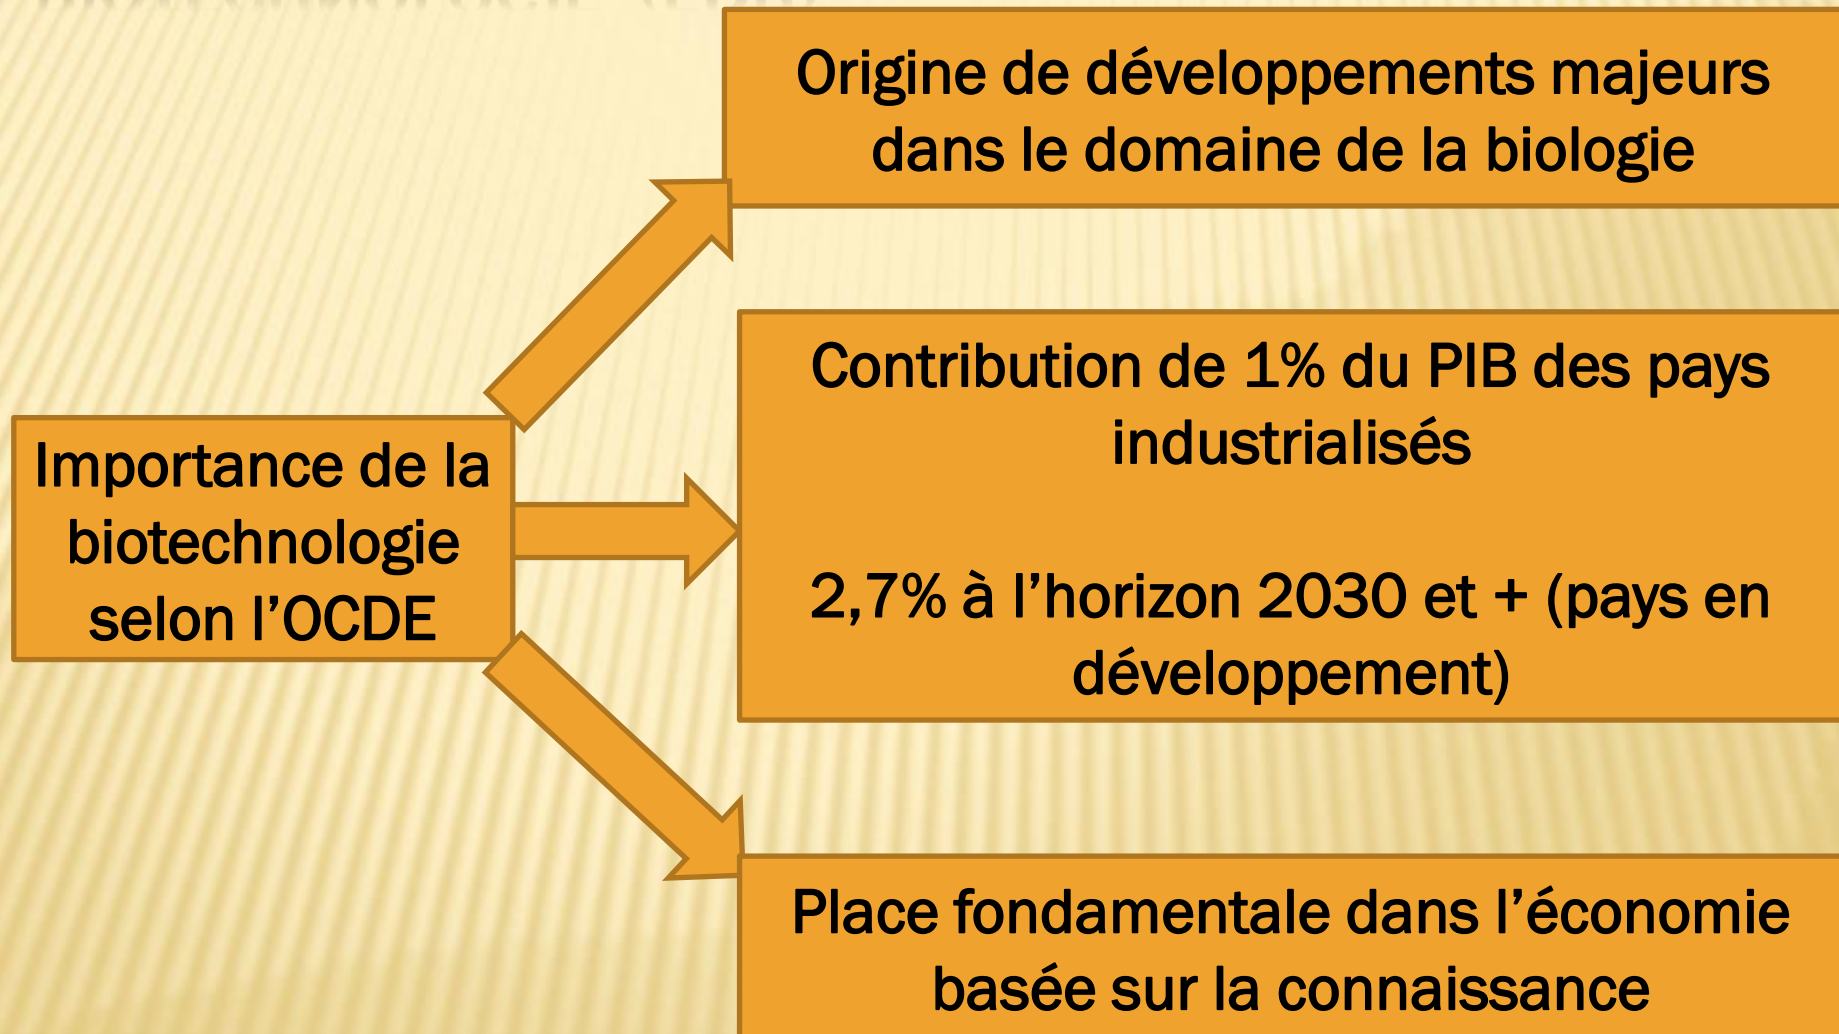 Origine de développements majeurs
dans le domaine de la biologie
Importance de la
biotechnologie
selon l’OCDE
Contribution de 1% du PIB des pays
industrialisés
2,7% à l’horizon 2030 et + (pays en
développement)
Place fondamentale dans l’économie
basée sur la connaissance